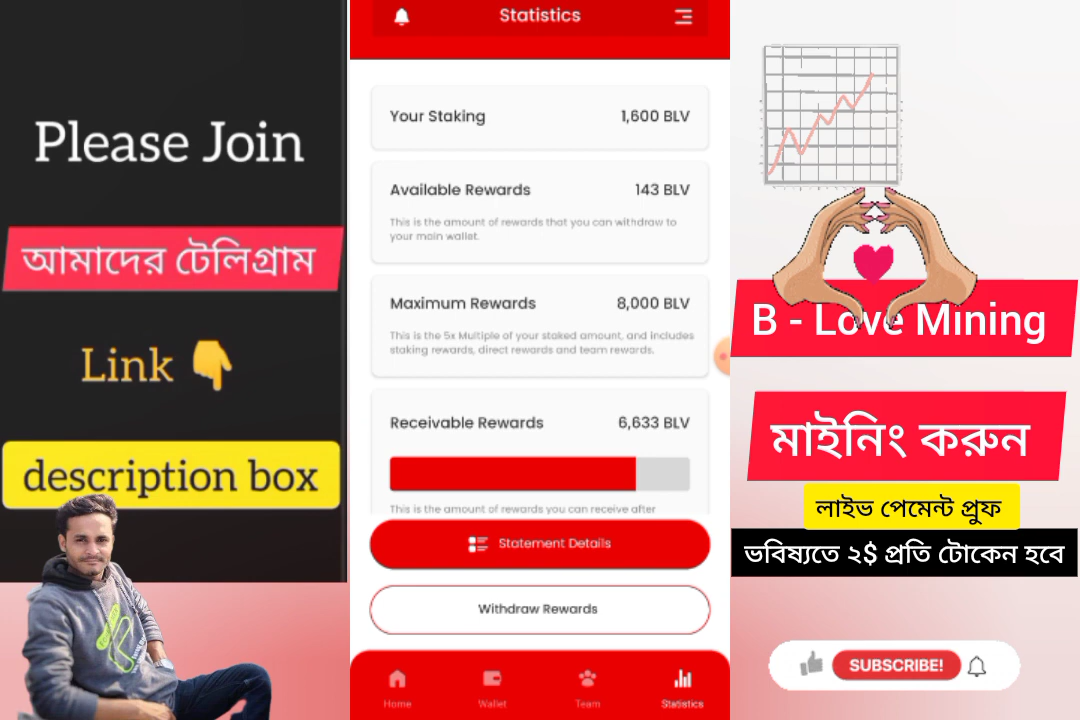 Please Join
আমাদের টেলিগ্রাম
Link
description box
Statistics
Your Staking 1,600 BLV
Available Rewards 143 BLV
This is the amount of rewards that you can withdraw to
your main wallet.
Maximum Rewards 8,000 BLV
This is the 5x Multiple of your staked amount, and includes
staking rewards, direct rewards and team rewards.
Receivable Rewards 6,633 BLV
This is the amount of rewards you can receive after
Statement Details
Withdraw Rewards
Home Wallet Team Statistics
B - Love Mining
মাইনিং করুন
লাইভ পেমেন্ট প্রুফ
ভবিষ্যতে ২$ প্রতি টোকেন হবে
SUBSCRIBE!